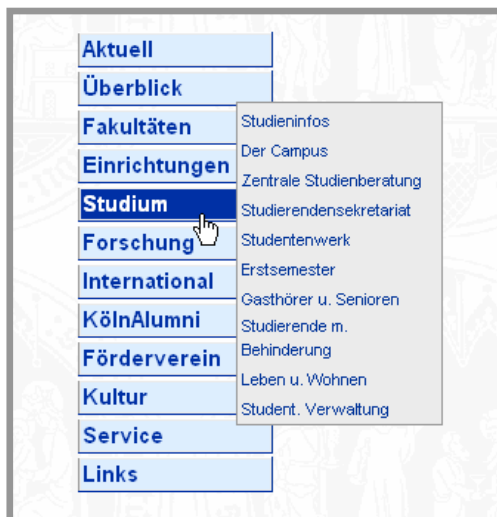 Aktuell
Überblick
Fakultäten
Einrichtungen
Studium
Forschung
International
KölnAlumni
Förderverein
Kultur
Service
Links
Studieninfos
Der Campus
Zentrale Studienberatung
Studierendensekretariat
Studentenwerk
Erstsemester
Gasthörer u. Senioren
Studierende m.
Behinderung
Leben u. Wohnen
Student. Verwaltung